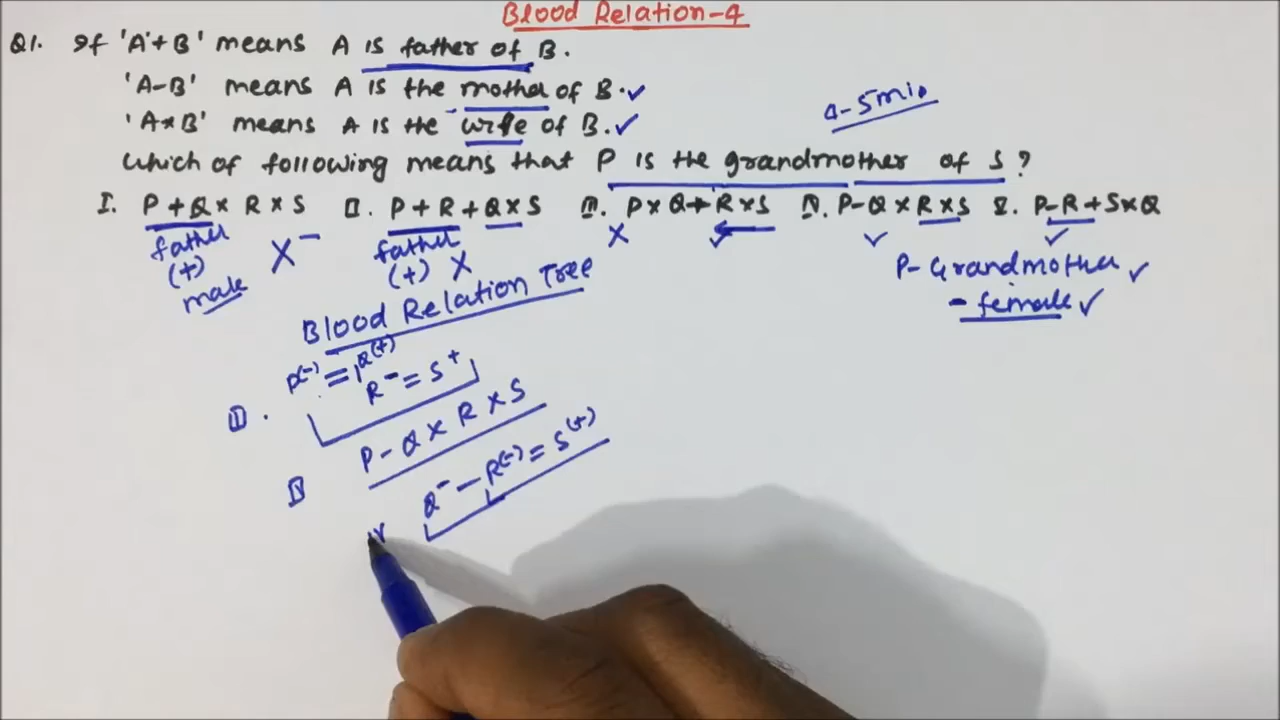 Blood Relation-4
Q1. If 'A+B' means A is father of B.
'A-B' means A is the mother of B.
'A×B' means A is the wife of B.
4-5min
Which of following means that P is the grandmother of S?
I. P+Q×R×S II. P+R+Q×S III. P×Q+R×S IV. P-Q×R×S V. P-R+S×Q
father
(+)
male
X
father
(+) X
X
P-Grandmother
- female
Blood Relation Tree
P(-) = Q(+)
R- = S+
P-Q×R×S
Q- - R(-) = S(+)